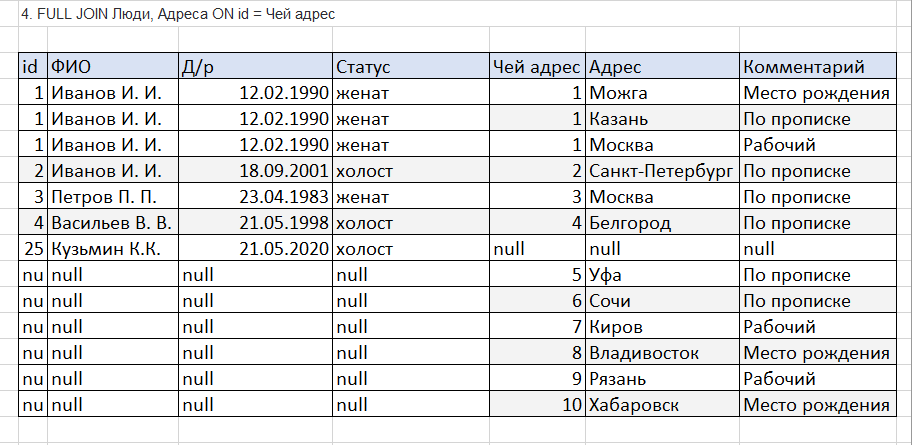 4. FULL JOIN Люди, Адреса ON id = Чей адрес
id ФИО Д/р Статус Чей адрес Адрес Комментарий
1 Иванов И. И. 12.02.1990 женат 1 Можга Место рождения
1 Иванов И. И. 12.02.1990 женат 1 Казань По прописке
1 Иванов И. И. 12.02.1990 женат 1 Москва Рабочий
2 Иванов И. И. 18.09.2001 холост 2 Санкт-Петербург По прописке
3 Петров П. П. 23.04.1983 женат 3 Москва По прописке
4 Васильев В. В. 21.05.1998 холост 4 Белгород По прописке
25 Кузьмин К.К. 21.05.2020 холост null null null
nu null null null 5 Уфа По прописке
nu null null null 6 Сочи По прописке
nu null null null 7 Киров Рабочий
nu null null null 8 Владивосток Место рождения
nu null null null 9 Рязань Рабочий
nu null null null 10 Хабаровск Место рождения